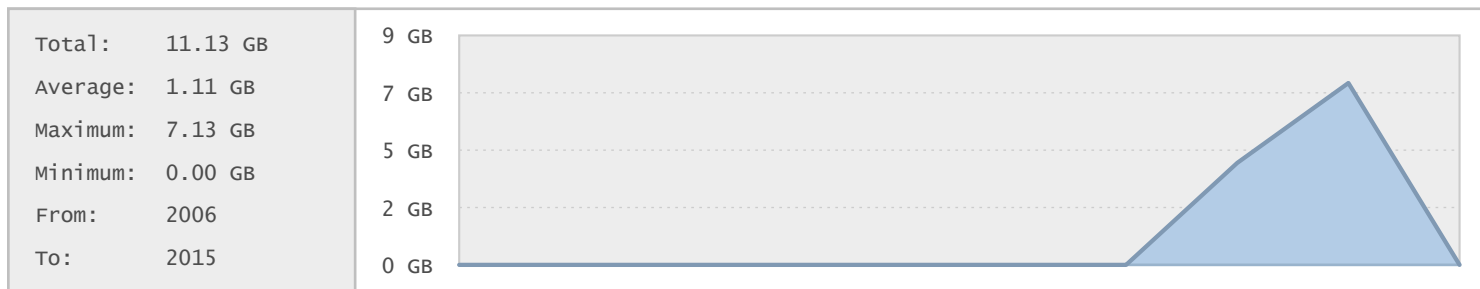 Total: 11.13 GB
Average: 1.11 GB
Maximum: 7.13 GB
Minimum: 0.00 GB
From: 2006
To: 2015
9 GB
7 GB
5 GB
2 GB
0 GB